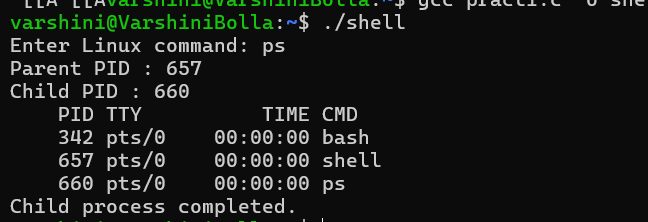 varshini@VarshiniBolla:~$ ./shell
Enter Linux command: ps
Parent PID : 657
Child PID : 660
    PID TTY          TIME CMD
    342 pts/0    00:00:00 bash
    657 pts/0    00:00:00 shell
    660 pts/0    00:00:00 ps
Child process completed.